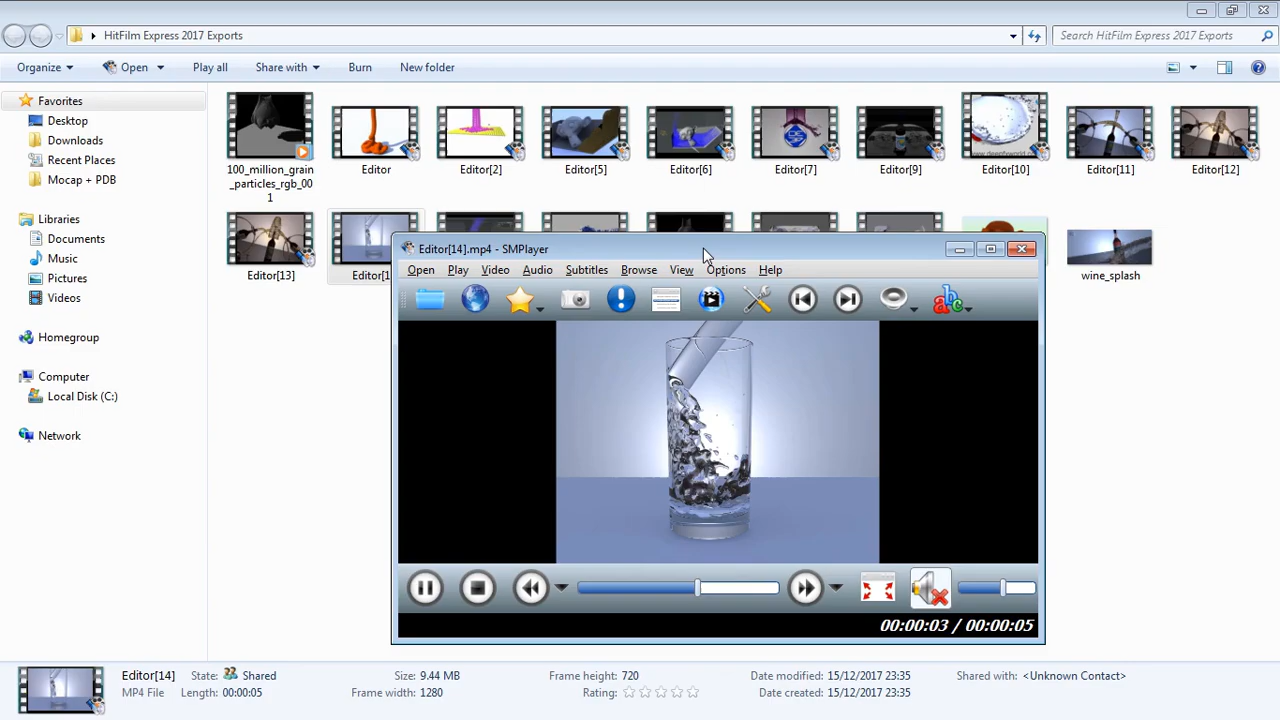 HitFilm Express 2017 Exports
Search HitFilm Express 2017 Exports
Organize
Open
Play all
Share with
Burn
New folder
Favorites
Desktop
Downloads
Recent Places
Mocap + PDB
Libraries
Documents
Music
Pictures
Videos
Homegroup
Computer
Local Disk (C:)
Network
100_million_grain
_particles_rgb_00
1
Editor
Editor[2]
Editor[5]
Editor[6]
Editor[7]
Editor[9]
Editor[10]
Editor[11]
Editor[12]
Editor[13]
Editor[1
wine_splash
Editor[14].mp4 - SMPlayer
Open Play Video Audio Subtitles Browse View Options Help
abc
00:00:03 / 00:00:05
Editor[14]
MP4 File
State: Shared
Length: 00:00:05
Size: 9.44 MB
Frame width: 1280
Frame height: 720
Rating:
Date modified: 15/12/2017 23:35
Date created: 15/12/2017 23:35
Shared with: <Unknown Contact>